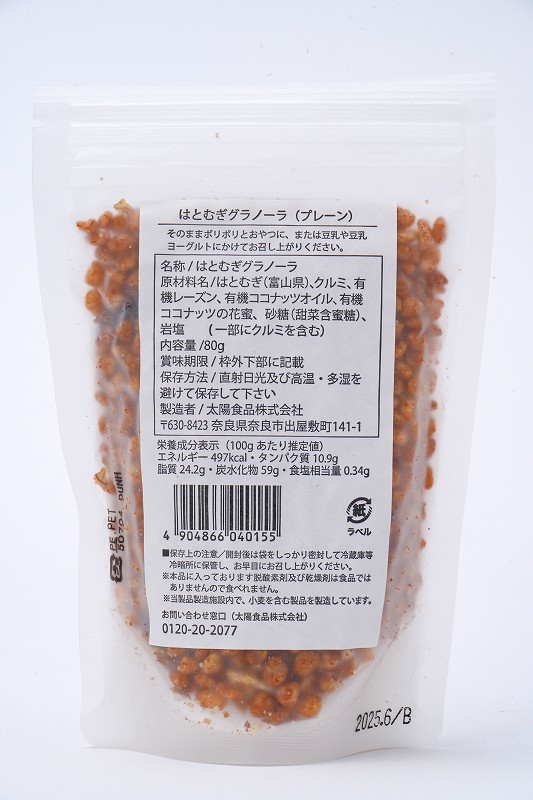 はとむぎグラノーラ（プレーン）
そのままポリポリとおやつに、または豆乳や豆乳
ヨーグルトにかけてお召し上がりください。
名称 / はとむぎグラノーラ
原材料名 / はとむぎ（富山県）、クルミ、有
機レーズン、有機ココナッツオイル、有機
ココナッツの花蜜、砂糖（甜菜含蜜糖）、
岩塩　（一部にクルミを含む）
内容量 /80g
賞味期限 / 枠外下部に記載
保存方法 / 直射日光及び高温・多湿を
避けて保存して下さい
製造者 / 太陽食品株式会社
〒630-8423 奈良県奈良市出屋敷町141-1
栄養成分表示（100g あたり推定値）
エネルギー 497kcal・タンパク質 10.9g
脂質 24.2g・炭水化物 59g・食塩相当量 0.34g
4 904866 040155
紙
ラベル
■保存上の注意／開封後は袋をしっかり密封して冷蔵庫等
冷暗所に保管し、お早目にお召し上がり下さい。
※本品に入っております脱酸素剤及び乾燥剤は食品では
ありませんので食べれません。
※当製品製造施設内で、小麦を含む製品を製造しています。
お問い合わせ窓口（太陽食品株式会社）
0120-20-2077
プラ
PE,PET
2025.6/B